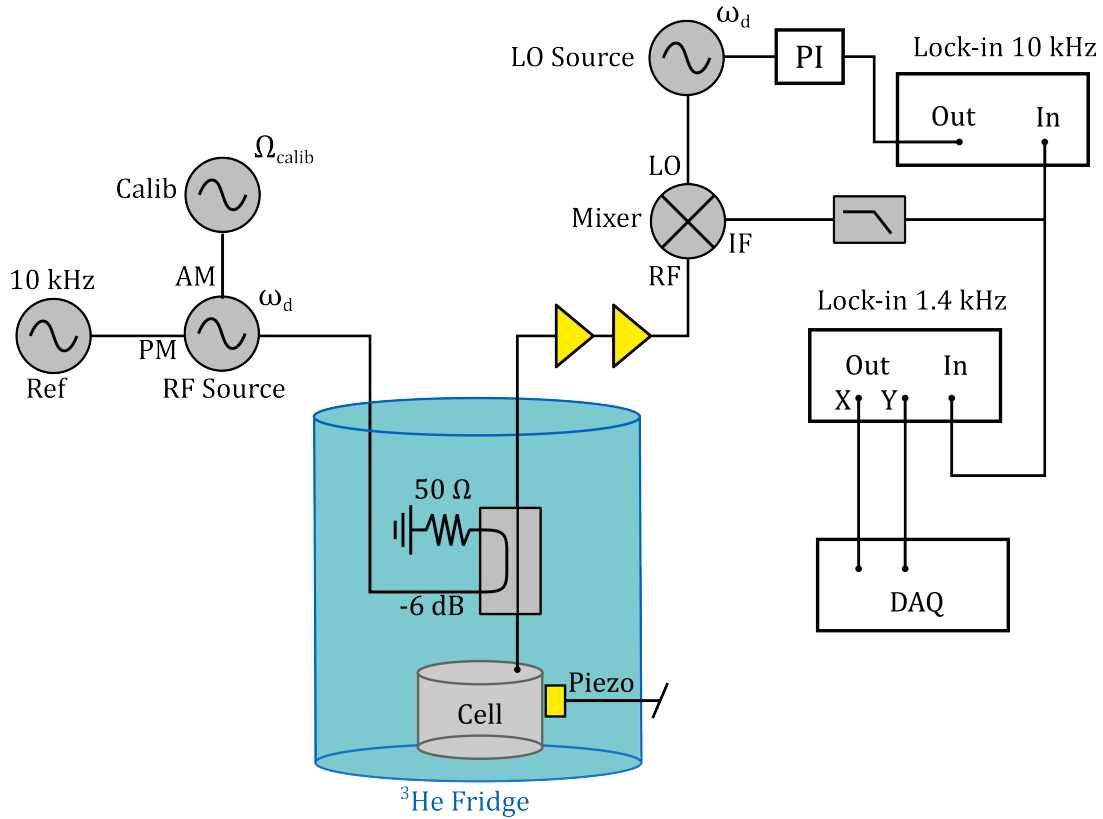 ω_d
LO Source
PI
Lock-in 10 kHz
Out
In
Ω_calib
Calib
LO
Mixer
IF
RF
10 kHz
AM
ω_d
PM
Ref
RF Source
Lock-in 1.4 kHz
Out
In
X
Y
50 Ω
-6 dB
DAQ
Piezo
Cell
³He Fridge